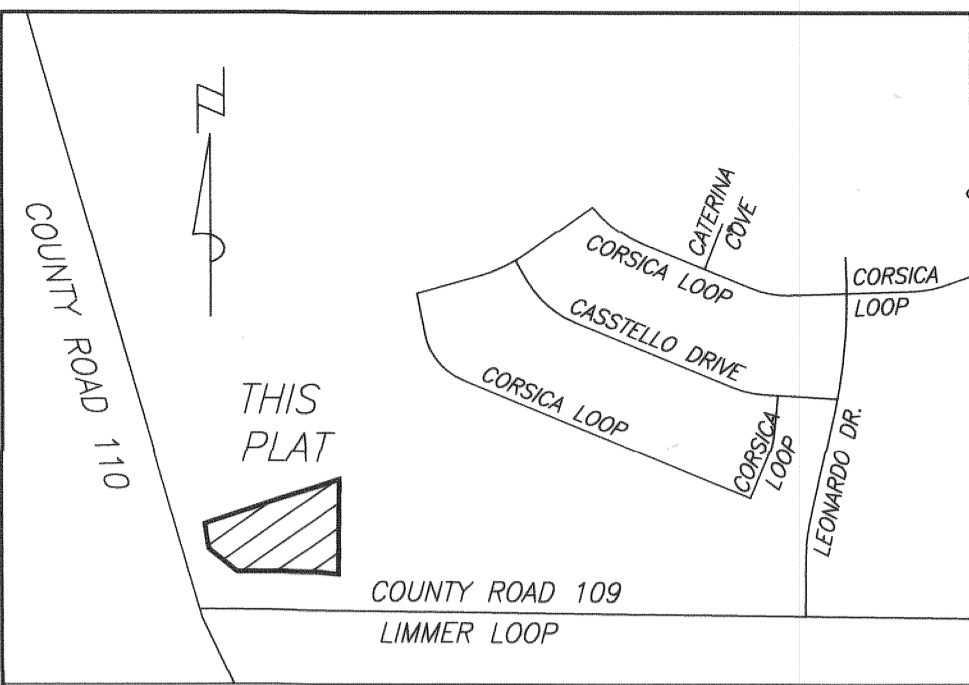 N
CATERINA
COVE
CORSICA LOOP
CORSICA
LOOP
COUNTY ROAD 110
CASSTELLO DRIVE
CORSICA LOOP
THIS
PLAT
CORSICA
LOOP
LEONARDO DR.
COUNTY ROAD 109
LIMMER LOOP